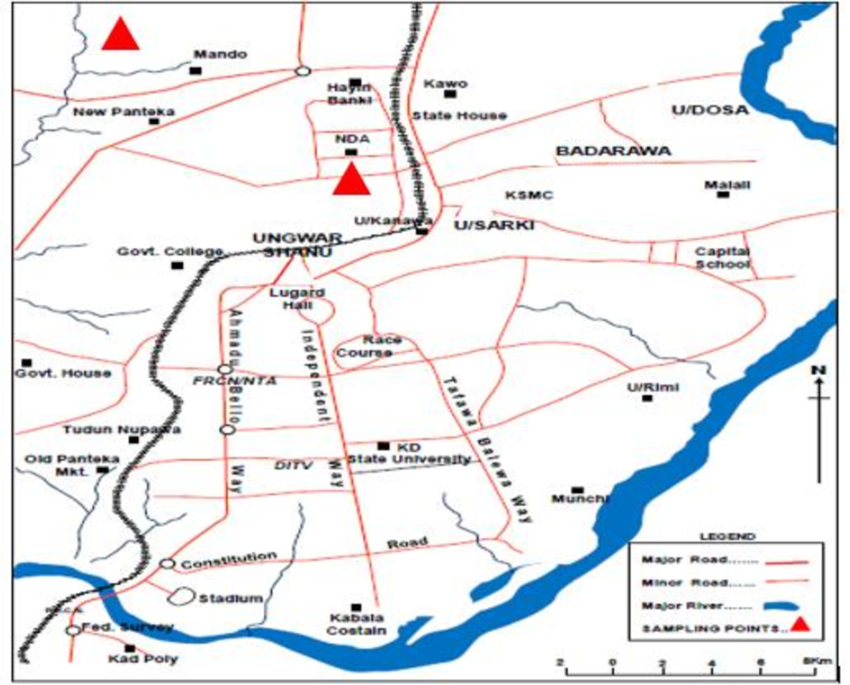 Mando
Hayin
Banki
Kawo
New Panteka
State House
U/DOSA
NDA
BADARAWA
Malali
KSMC
U/Kanawa
U/SARKI
UNGWAR
SHANU
Govt. College
Capital
School
Lugard
Hall
Race
Course
Govt. House
FRCN/NTA
Ahmadu Bello Way
Independent Way
Tafawa Balewa Way
N
U/Rimi
Tudun Nupawa
KD
State University
Old Panteka
Mkt.
DITV
Munchi
Constitution Road
Stadium
Kabala
Costain
Fed. Survey
Kad Poly
LEGEND
Major Road.......
Minor Road.......
Major River......
SAMPLING POINTS..
2 0 2 4 6 8Km